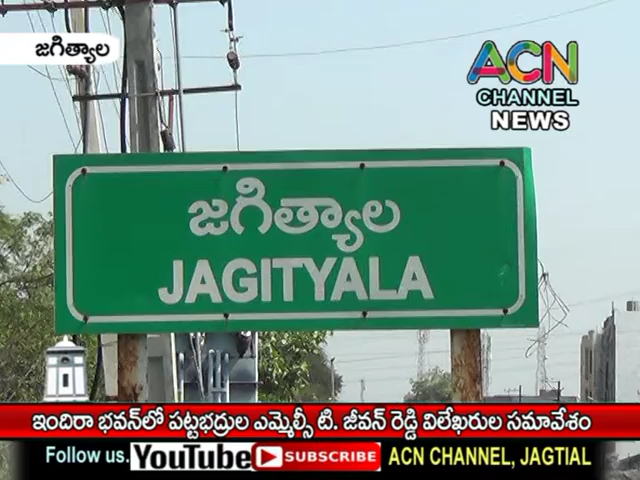 జగిత్యాల
ACN
CHANNEL
NEWS
జగిత్యాల
JAGITYALA
ఇందిరా భవన్‌లో పట్టభద్రుల ఎమ్మెల్సీ టి. జీవన్ రెడ్డి విలేఖరుల సమావేశం
Follow us. YouTube SUBSCRIBE ACN CHANNEL, JAGTIAL